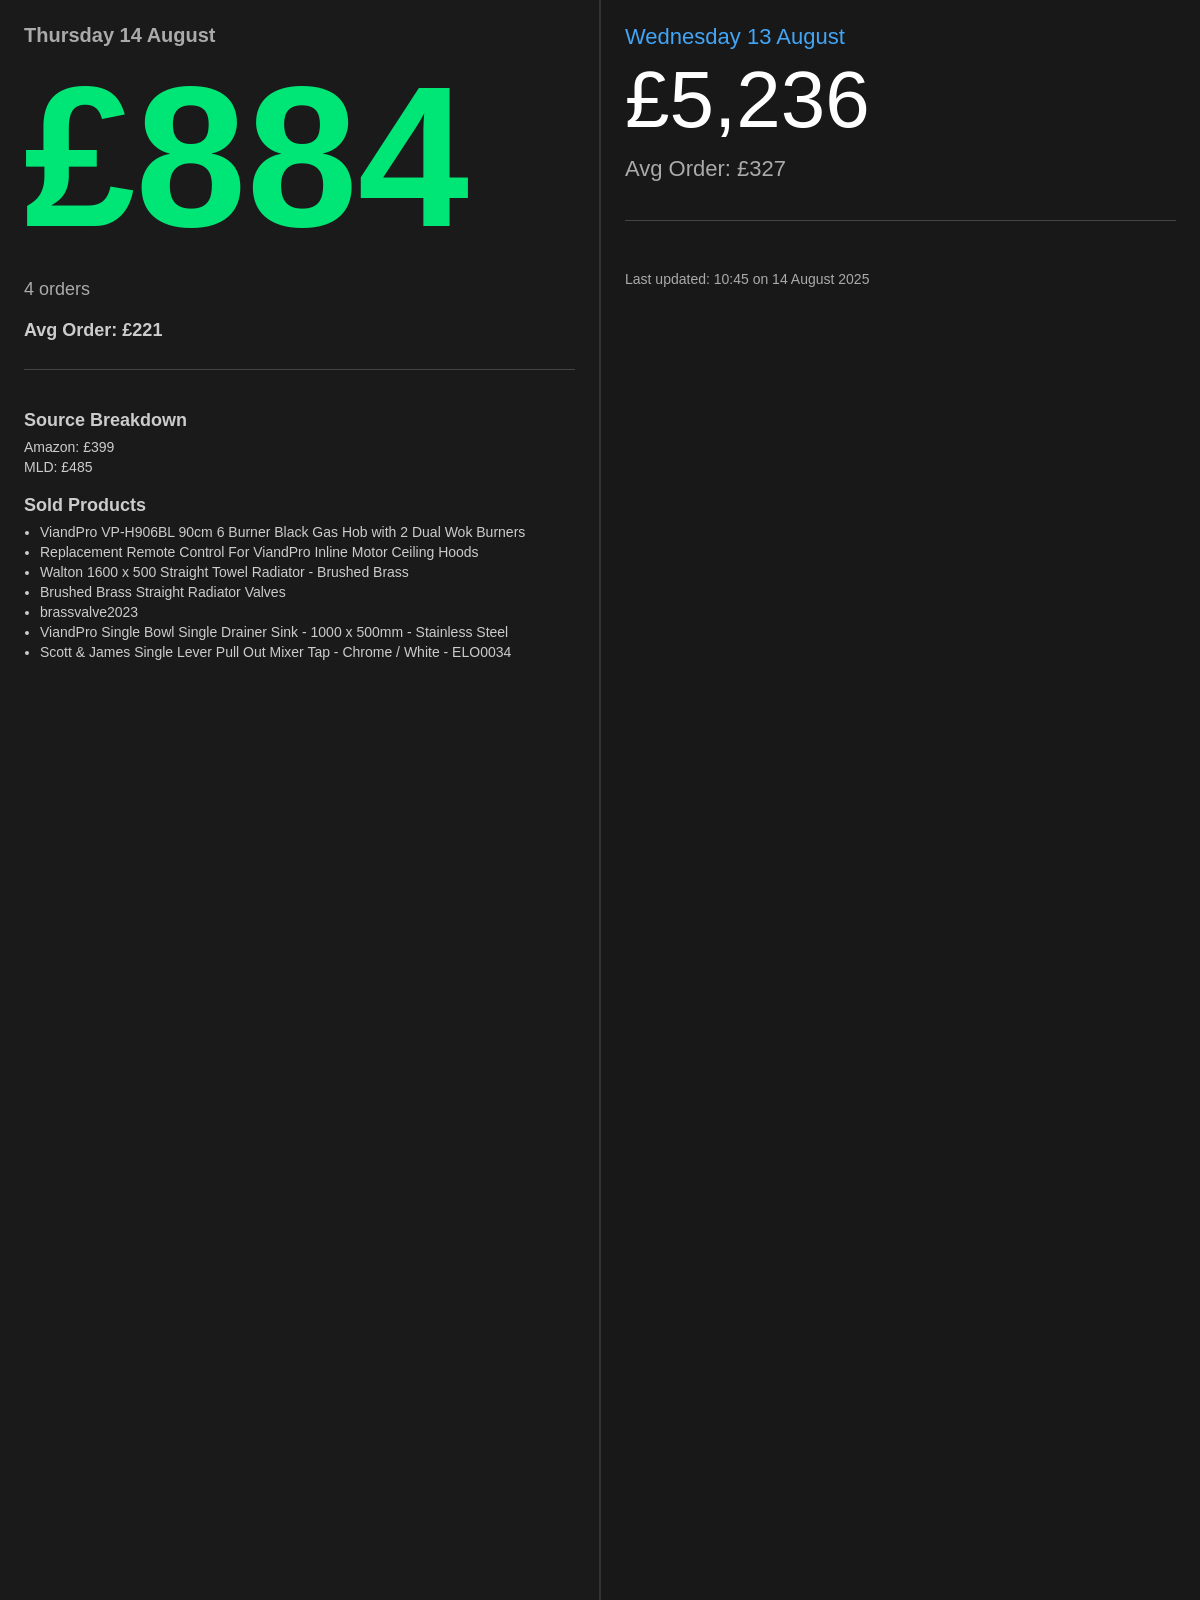 Thursday 14 August
£884
4 orders
Avg Order: £221
Source Breakdown
Amazon: £399
MLD: £485
Sold Products
• ViandPro VP-H906BL 90cm 6 Burner Black Gas Hob with 2 Dual Wok Burners
• Replacement Remote Control For ViandPro Inline Motor Ceiling Hoods
• Walton 1600 x 500 Straight Towel Radiator - Brushed Brass
• Brushed Brass Straight Radiator Valves
• brassvalve2023
• ViandPro Single Bowl Single Drainer Sink - 1000 x 500mm - Stainless Steel
• Scott & James Single Lever Pull Out Mixer Tap - Chrome / White - ELO0034
Wednesday 13 August
£5,236
Avg Order: £327
Last updated: 10:45 on 14 August 2025